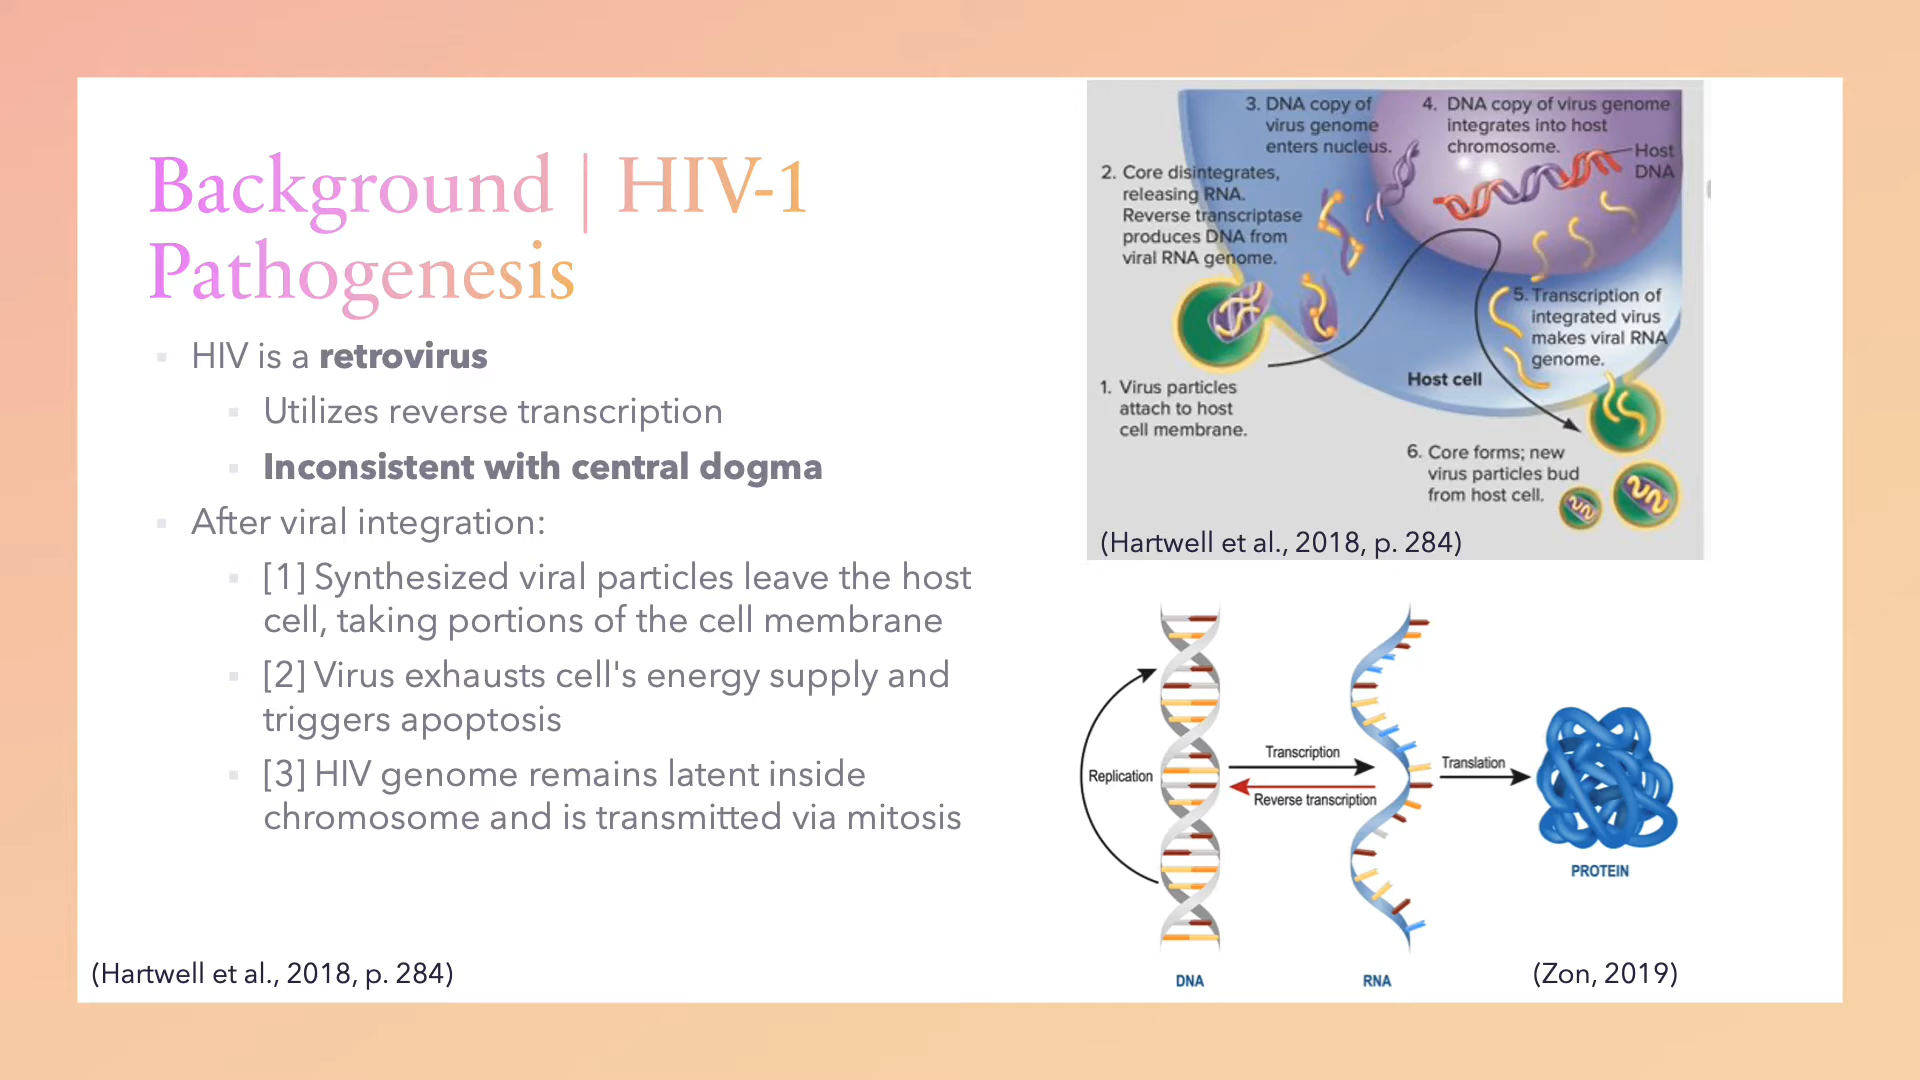 Background | HIV-1
Pathogenesis
HIV is a retrovirus
Utilizes reverse transcription
Inconsistent with central dogma
After viral integration:
[1] Synthesized viral particles leave the host
cell, taking portions of the cell membrane
[2] Virus exhausts cell's energy supply and
triggers apoptosis
[3] HIV genome remains latent inside
chromosome and is transmitted via mitosis
(Hartwell et al., 2018, p. 284)
3. DNA copy of
virus genome
enters nucleus.
4. DNA copy of virus genome
integrates into host
chromosome.
Host
DNA
2. Core disintegrates,
releasing RNA.
Reverse transcriptase
produces DNA from
viral RNA genome.
5. Transcription of
integrated virus
makes viral RNA
genome.
Host cell
1. Virus particles
attach to host
cell membrane.
6. Core forms; new
virus particles bud
from host cell.
(Hartwell et al., 2018, p. 284)
Replication
Transcription
Reverse transcription
Translation
PROTEIN
DNA
RNA
(Zon, 2019)